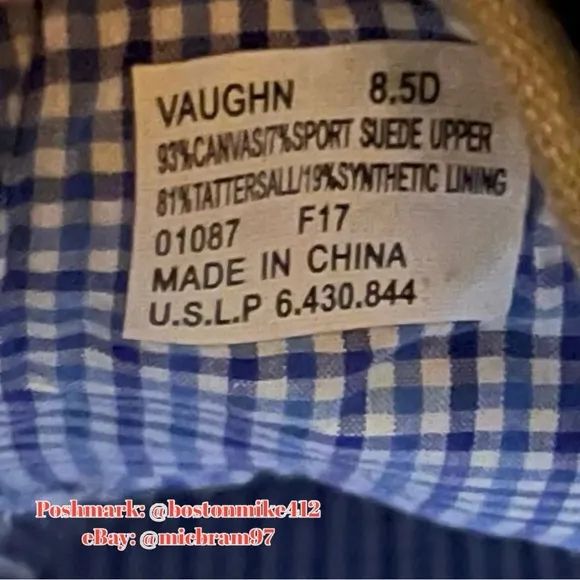 VAUGHN 8.5D
93%CANVAS/7%SPORT SUEDE UPPER
81%TATTERSALL/19%SYNTHETIC LINING
01087 F17
MADE IN CHINA
U.S.L.P 6.430.844
Poshmark: @bostonmike412
eBay: @micbram97